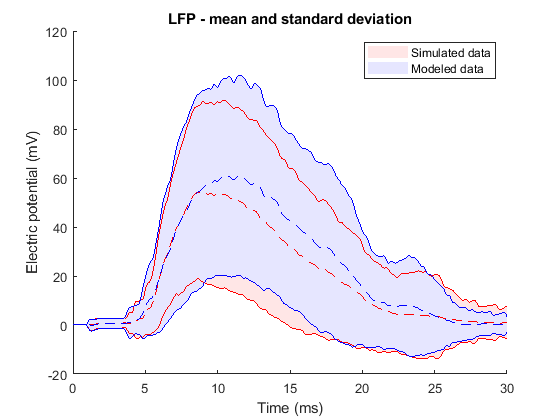 LFP - mean and standard deviation
Simulated data
Modeled data
Electric potential (mV)
120
100
80
60
40
20
0
-20
0 5 10 15 20 25 30
Time (ms)